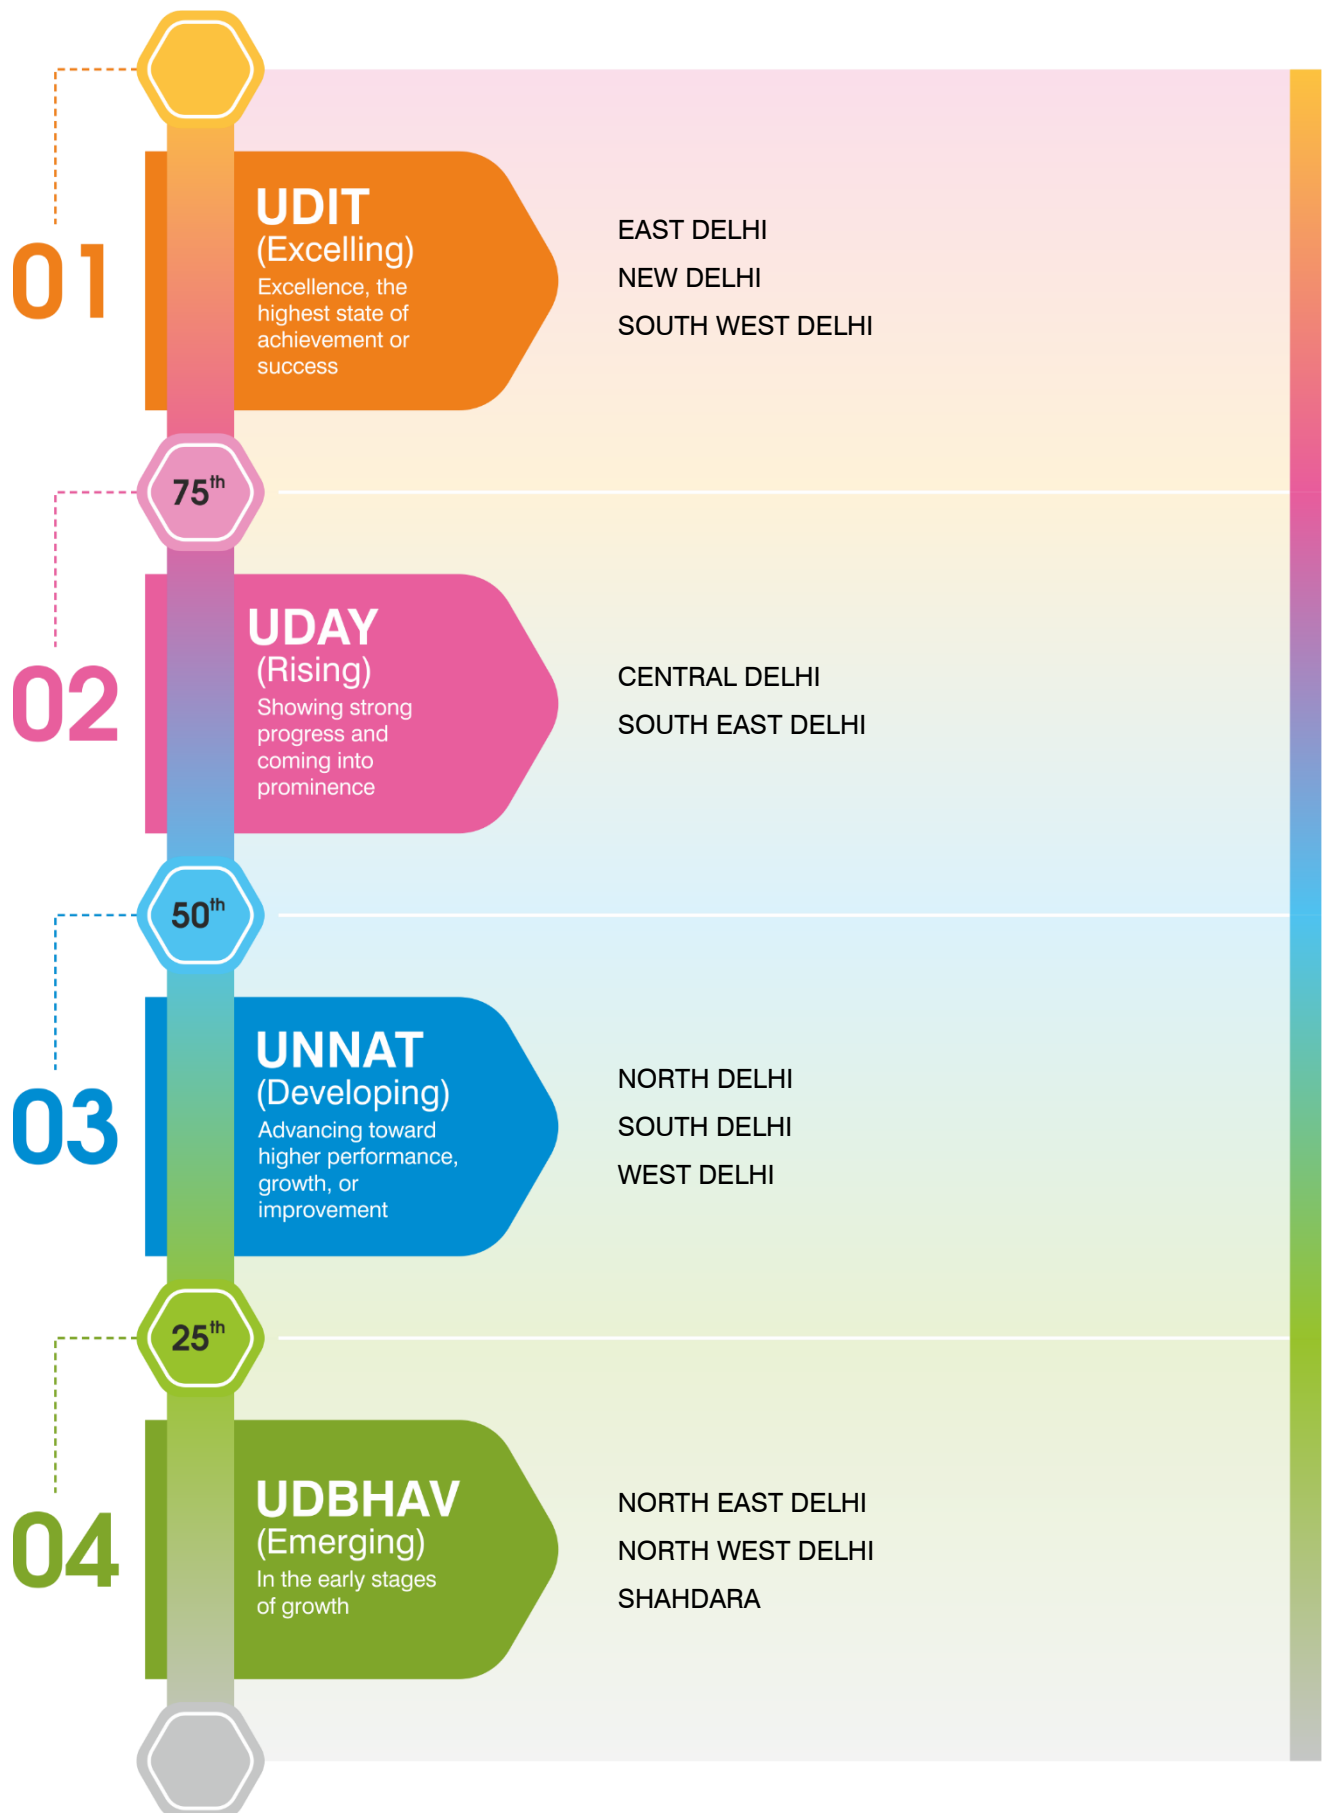 01
UDIT
(Excelling)
Excellence, the
highest state of
achievement or
success
EAST DELHI
NEW DELHI
SOUTH WEST DELHI
75th
02
UDAY
(Rising)
Showing strong
progress and
coming into
prominence
CENTRAL DELHI
SOUTH EAST DELHI
50th
03
UNNAT
(Developing)
Advancing toward
higher performance,
growth, or
improvement
NORTH DELHI
SOUTH DELHI
WEST DELHI
25th
04
UDBHAV
(Emerging)
In the early stages
of growth
NORTH EAST DELHI
NORTH WEST DELHI
SHAHDARA